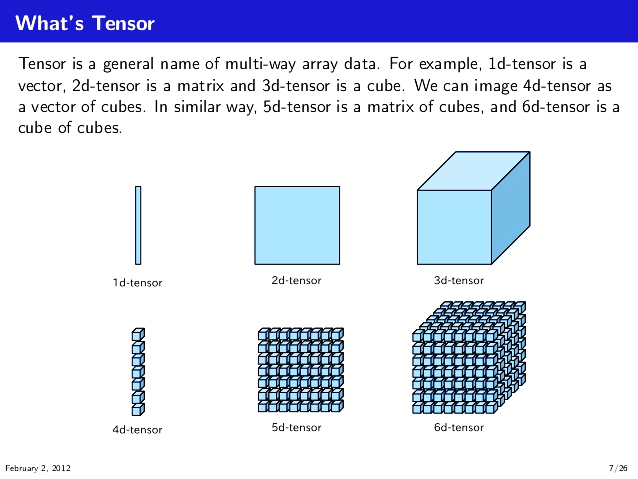 What's Tensor
Tensor is a general name of multi-way array data. For example, 1d-tensor is a
vector, 2d-tensor is a matrix and 3d-tensor is a cube. We can image 4d-tensor as
a vector of cubes. In similar way, 5d-tensor is a matrix of cubes, and 6d-tensor is a
cube of cubes.
1d-tensor
2d-tensor
3d-tensor
4d-tensor
5d-tensor
6d-tensor
February 2, 2012
7/26